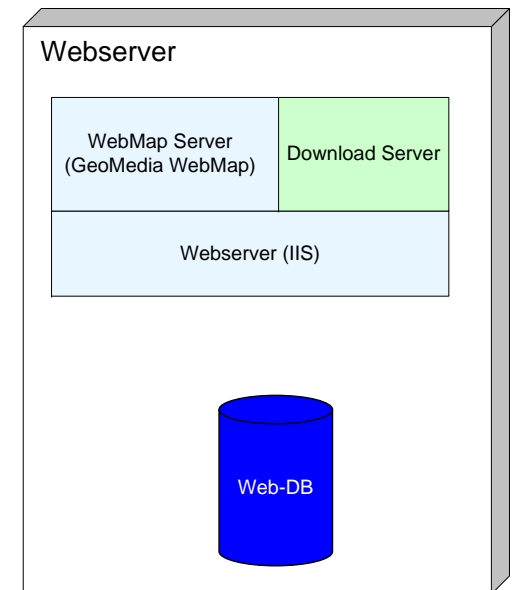 Webserver
WebMap Server
(GeoMedia WebMap)
Download Server
Webserver (IIS)
Web-DB